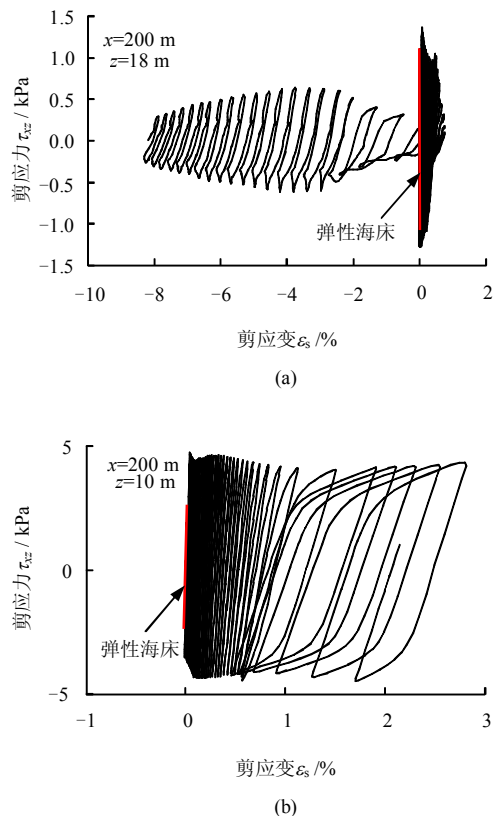 1.5
x=200 m
z=18 m
1.0
0.5
0.0
−0.5
−1.0
−1.5
剪应力τxz / kPa
弹性海床
−10 −8 −6 −4 −2 0 2
剪应变εs /%
(a)
5
x=200 m
z=10 m
0
−5
剪应力τxz / kPa
弹性海床
−1 0 1 2 3
剪应变εs /%
(b)